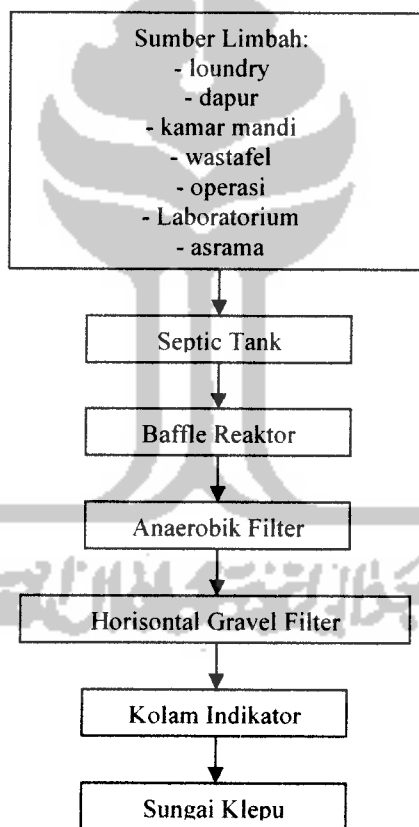 Sumber Limbah:
- loundry
- dapur
- kamar mandi
- wastafel
- operasi
- Laboratorium
- asrama
Septic Tank
Baffle Reaktor
Anaerobik Filter
Horisontal Gravel Filter
Kolam Indikator
Sungai Klepu